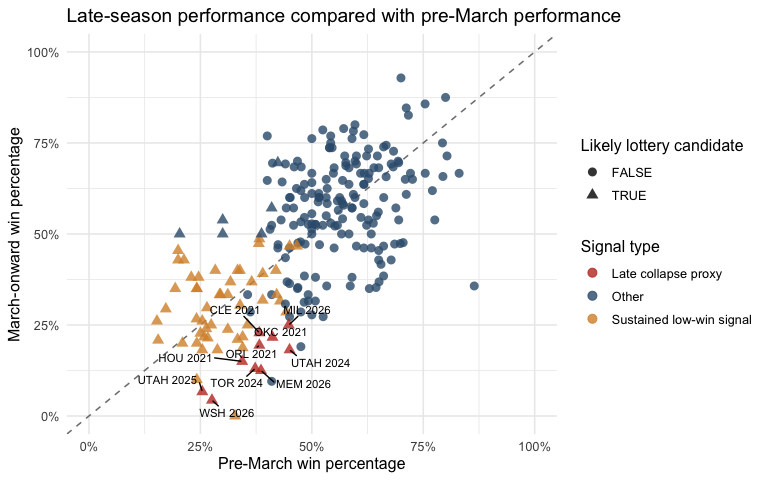 Late-season performance compared with pre-March performance
100%
75%
50%
25%
0%
March-onward win percentage
CLE 2021
MIL 2026
OKC 2021
HOU 2021
ORL 2021
UTAH 2024
UTAH 2025
TOR 2024
MEM 2026
WSH 2026
0%
25%
50%
75%
100%
Pre-March win percentage
Likely lottery candidate
FALSE
TRUE
Signal type
Late collapse proxy
Other
Sustained low-win signal